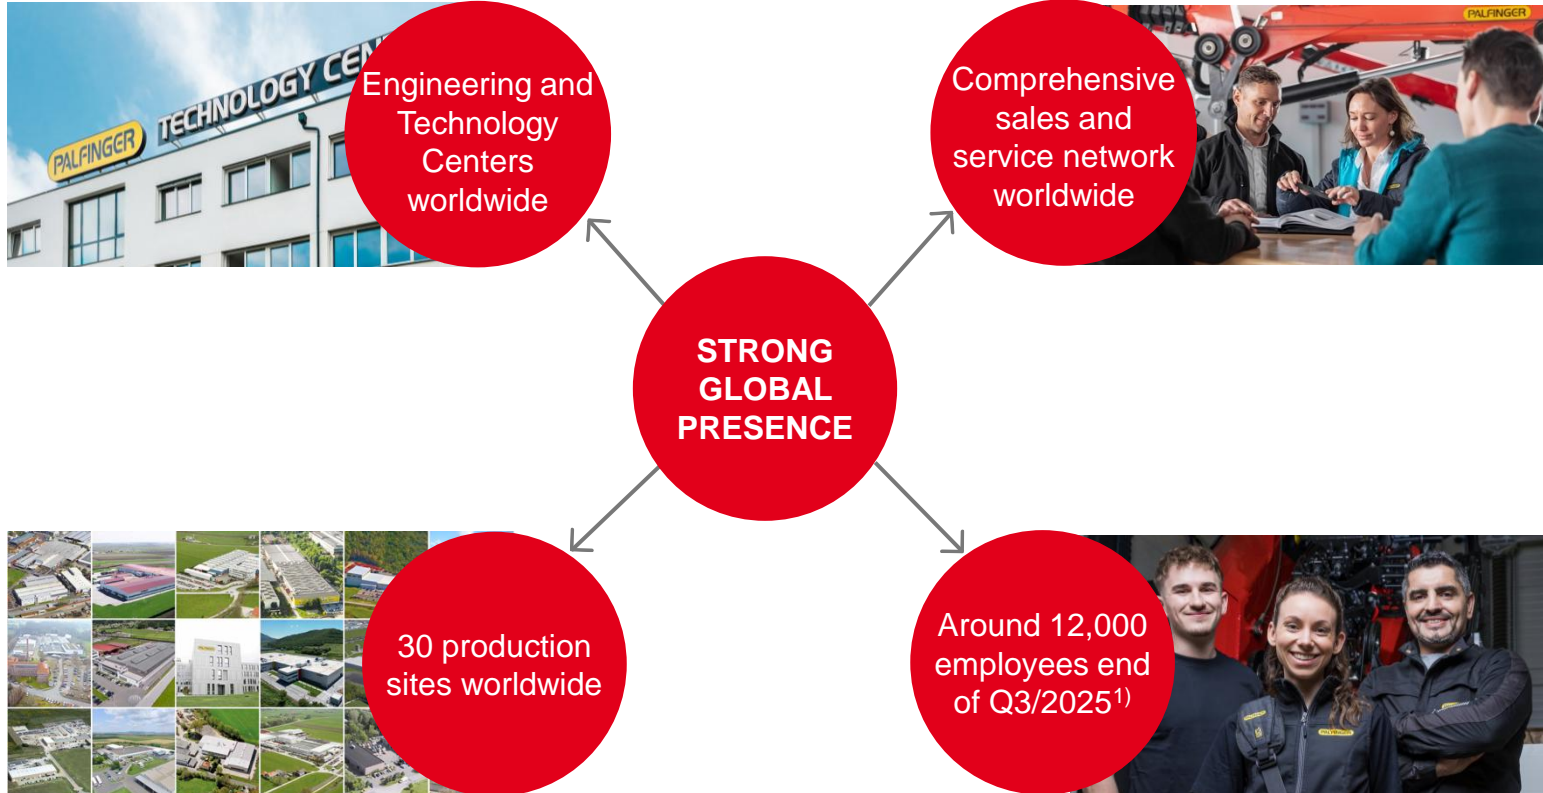 PALFINGER
TECHNOLOGY CEN
Engineering and
Technology
Centers
worldwide
PALFINGER
Comprehensive
sales and
service network
worldwide
STRONG
GLOBAL
PRESENCE
30 production
sites worldwide
Around 12,000
employees end
of Q3/2025¹⁾
PALFINGER